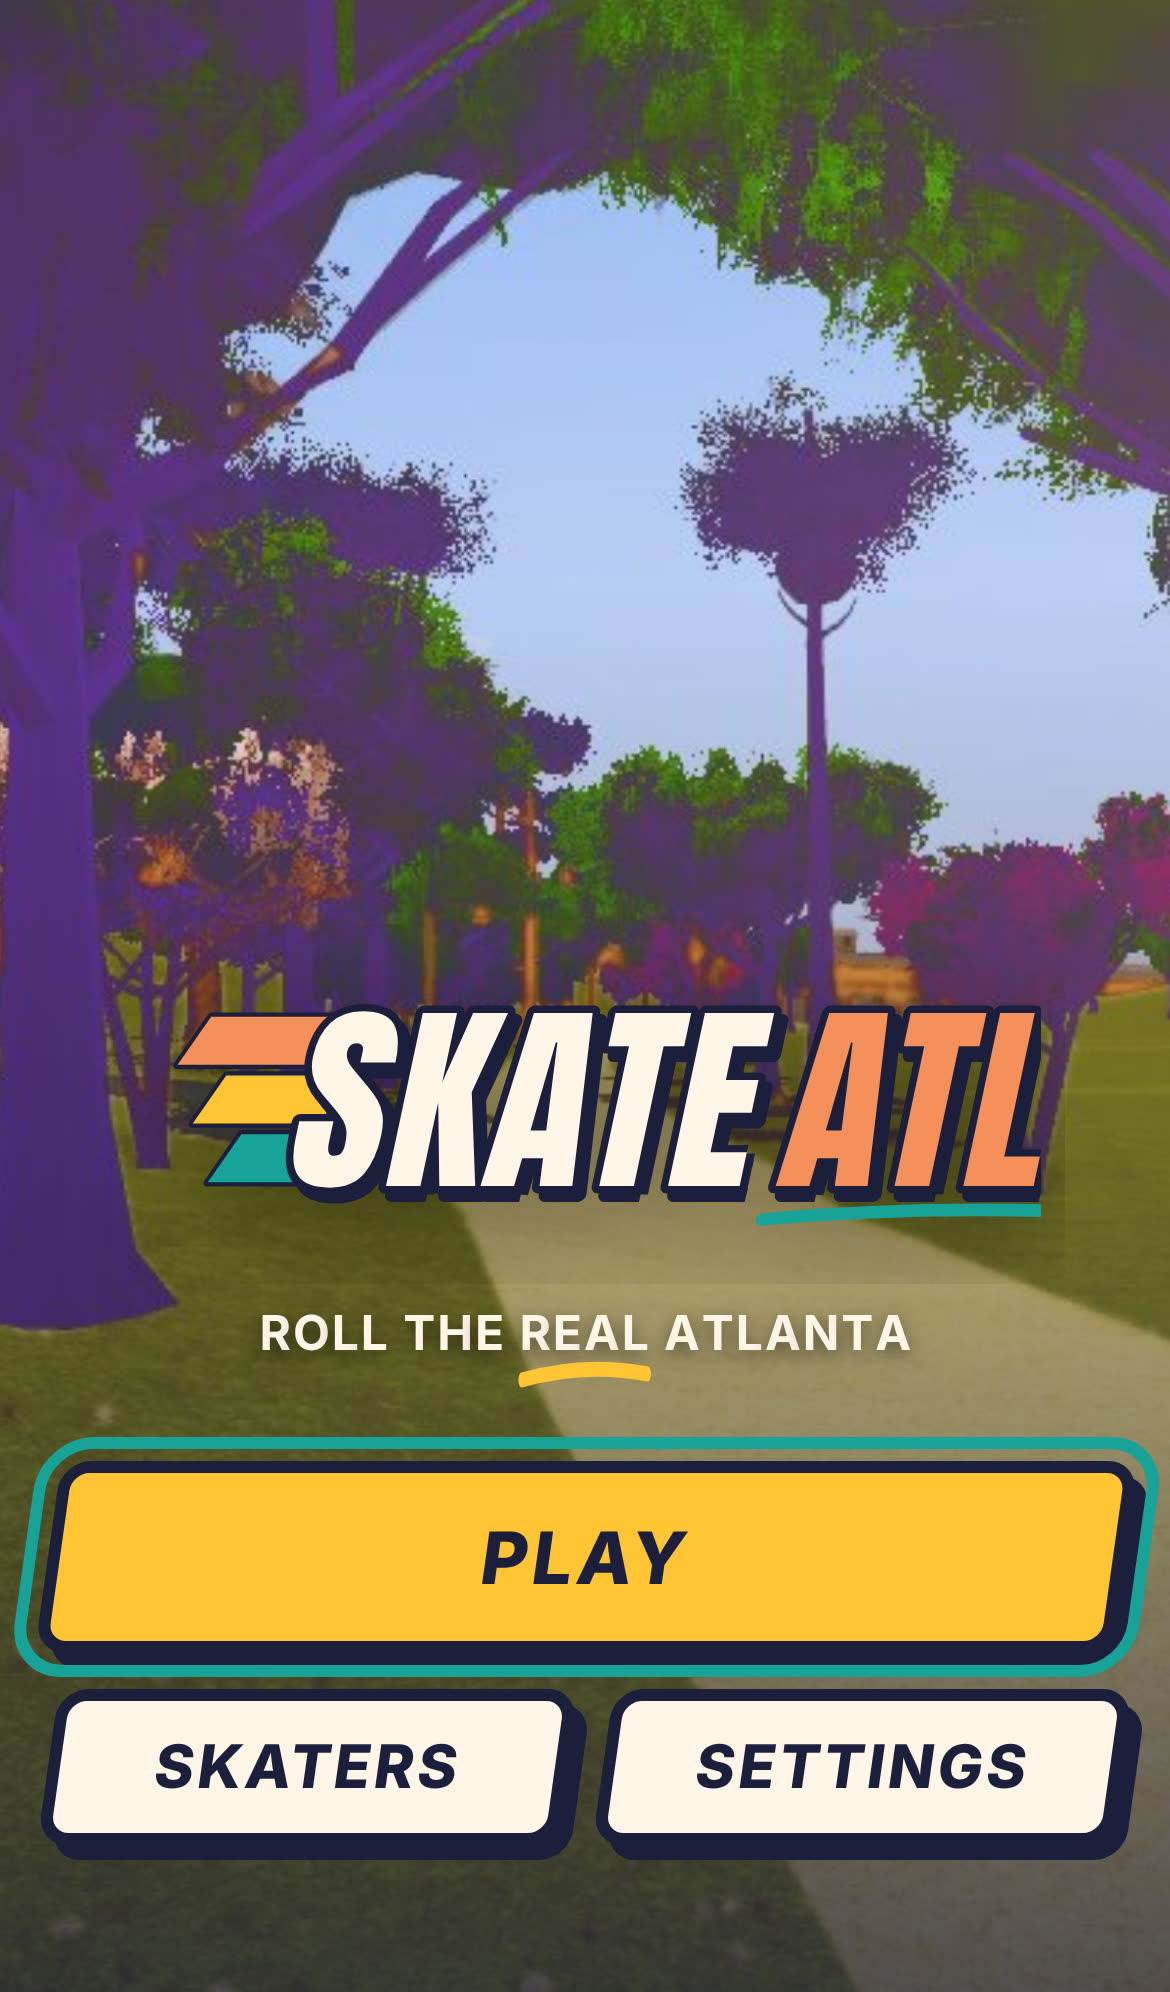 SKATE ATL
ROLL THE REAL ATLANTA
PLAY
SKATERS
SETTINGS